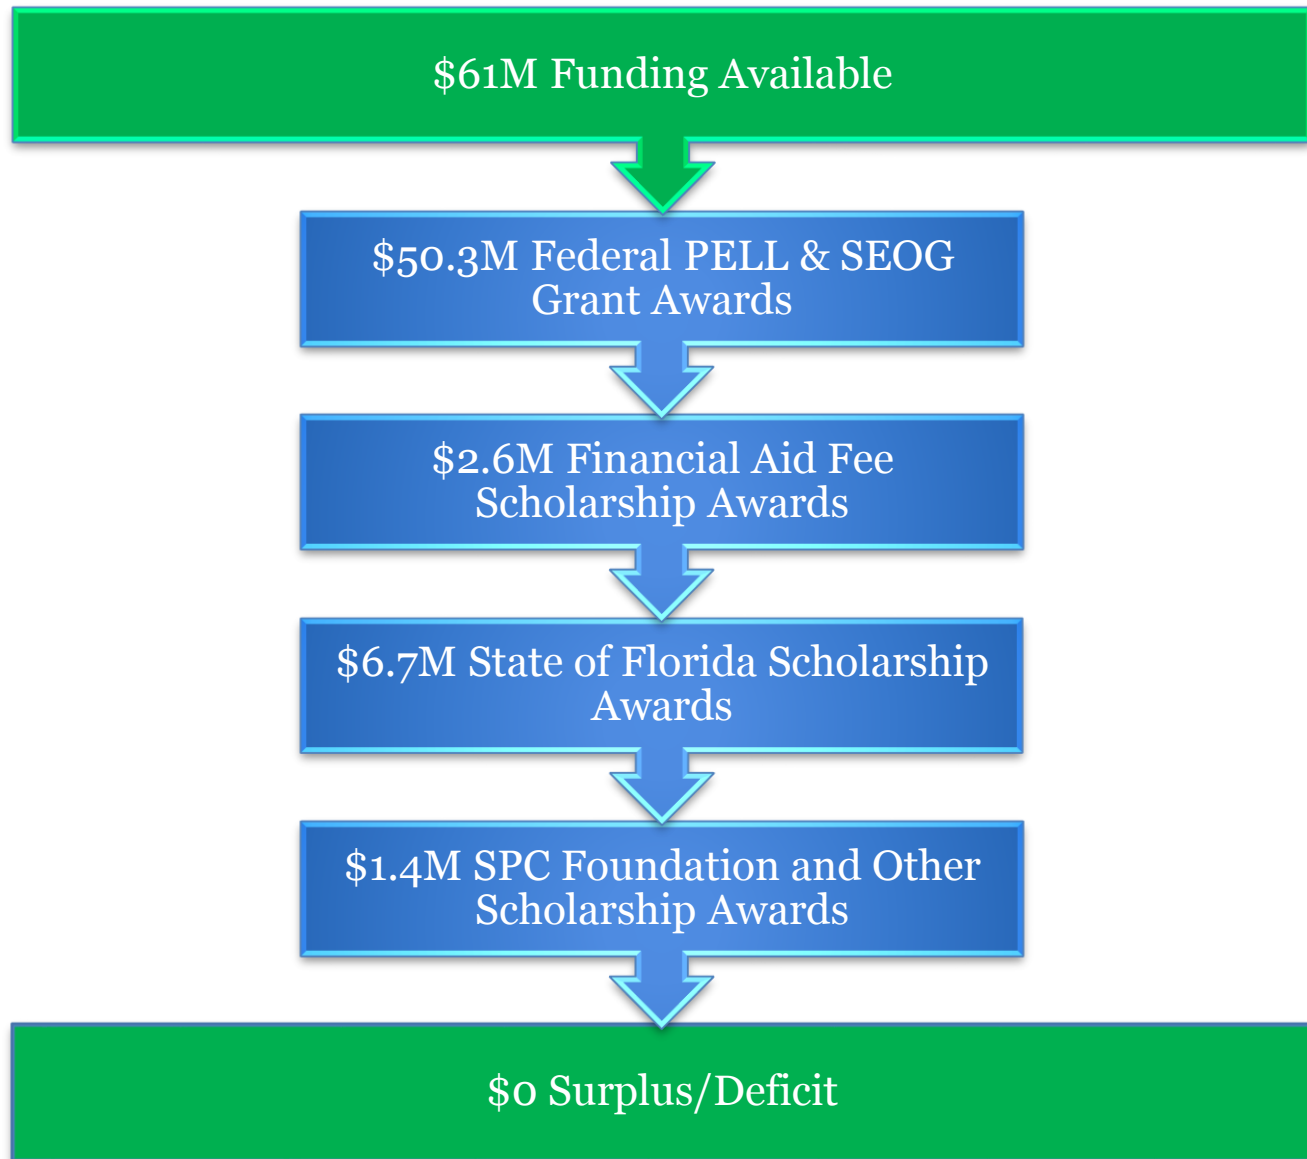 $61M Funding Available
$50.3M Federal PELL & SEOG
Grant Awards
$2.6M Financial Aid Fee
Scholarship Awards
$6.7M State of Florida Scholarship
Awards
$1.4M SPC Foundation and Other
Scholarship Awards
$0 Surplus/Deficit